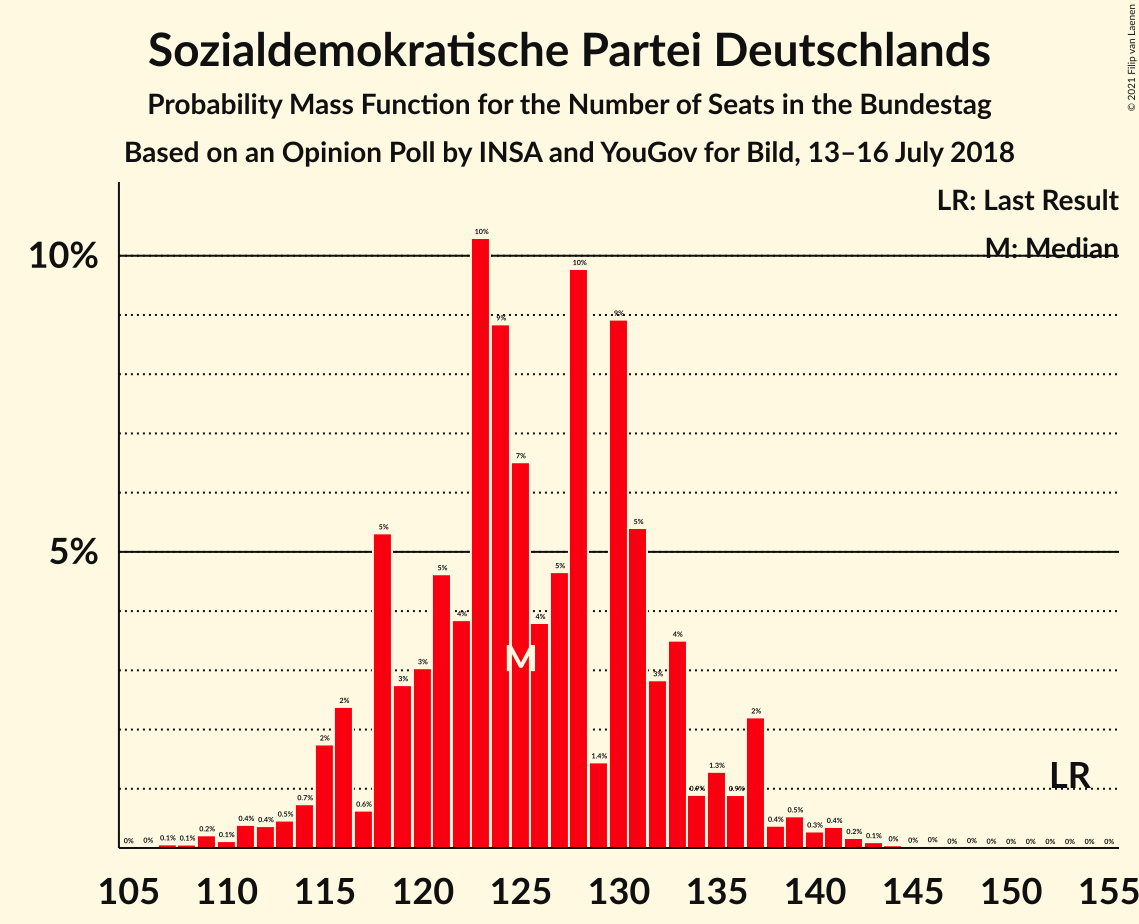 Sozialdemokratische Partei Deutschlands
Probability Mass Function for the Number of Seats in the Bundestag
Based on an Opinion Poll by INSA and YouGov for Bild, 13–16 July 2018
© 2021 Filip van Laenen
LR: Last Result
M: Median
10%
5%
0% 0% 0.1% 0.1% 0.2% 0.1% 0.4% 0.4% 0.5% 0.7% 2% 2% 0.6% 5% 3% 3% 5% 4% 10% 9% 7% 4% 5% 10% 1.4% 9% 5% 3% 4% 0.9% 1.3% 0.9% 2% 0.4% 0.5% 0.3% 0.4% 0.2% 0.1% 0% 0% 0% 0% 0% 0% 0% 0% 0% 0% 0% 0%
M
LR
105 110 115 120 125 130 135 140 145 150 155